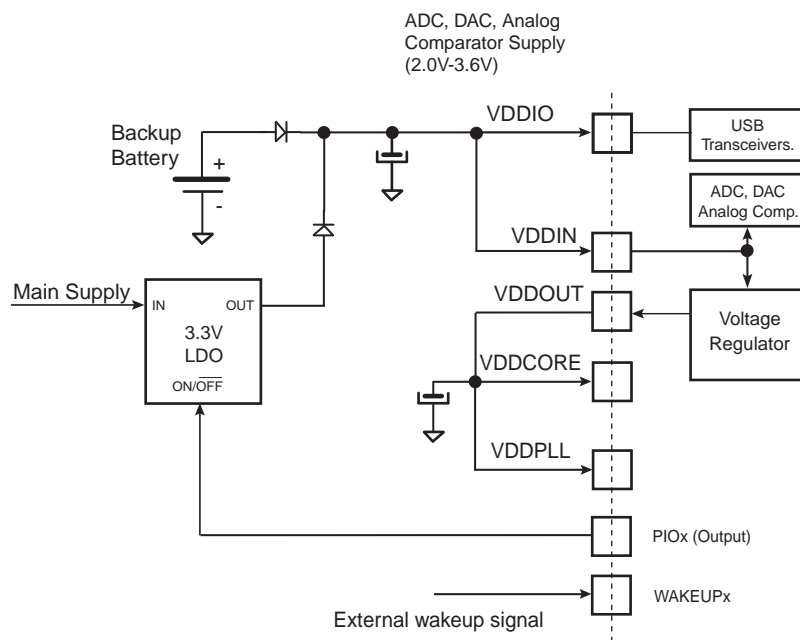 ADC, DAC, Analog
Comparator Supply
(2.0V-3.6V)
Backup
Battery
+
-
VDDIO
USB
Transceivers.
ADC, DAC
Analog Comp.
VDDIN
Main Supply
IN
OUT
3.3V
LDO
ON/OFF
VDDOUT
Voltage
Regulator
VDDCORE
VDDPLL
PIOx (Output)
WAKEUPx
External wakeup signal